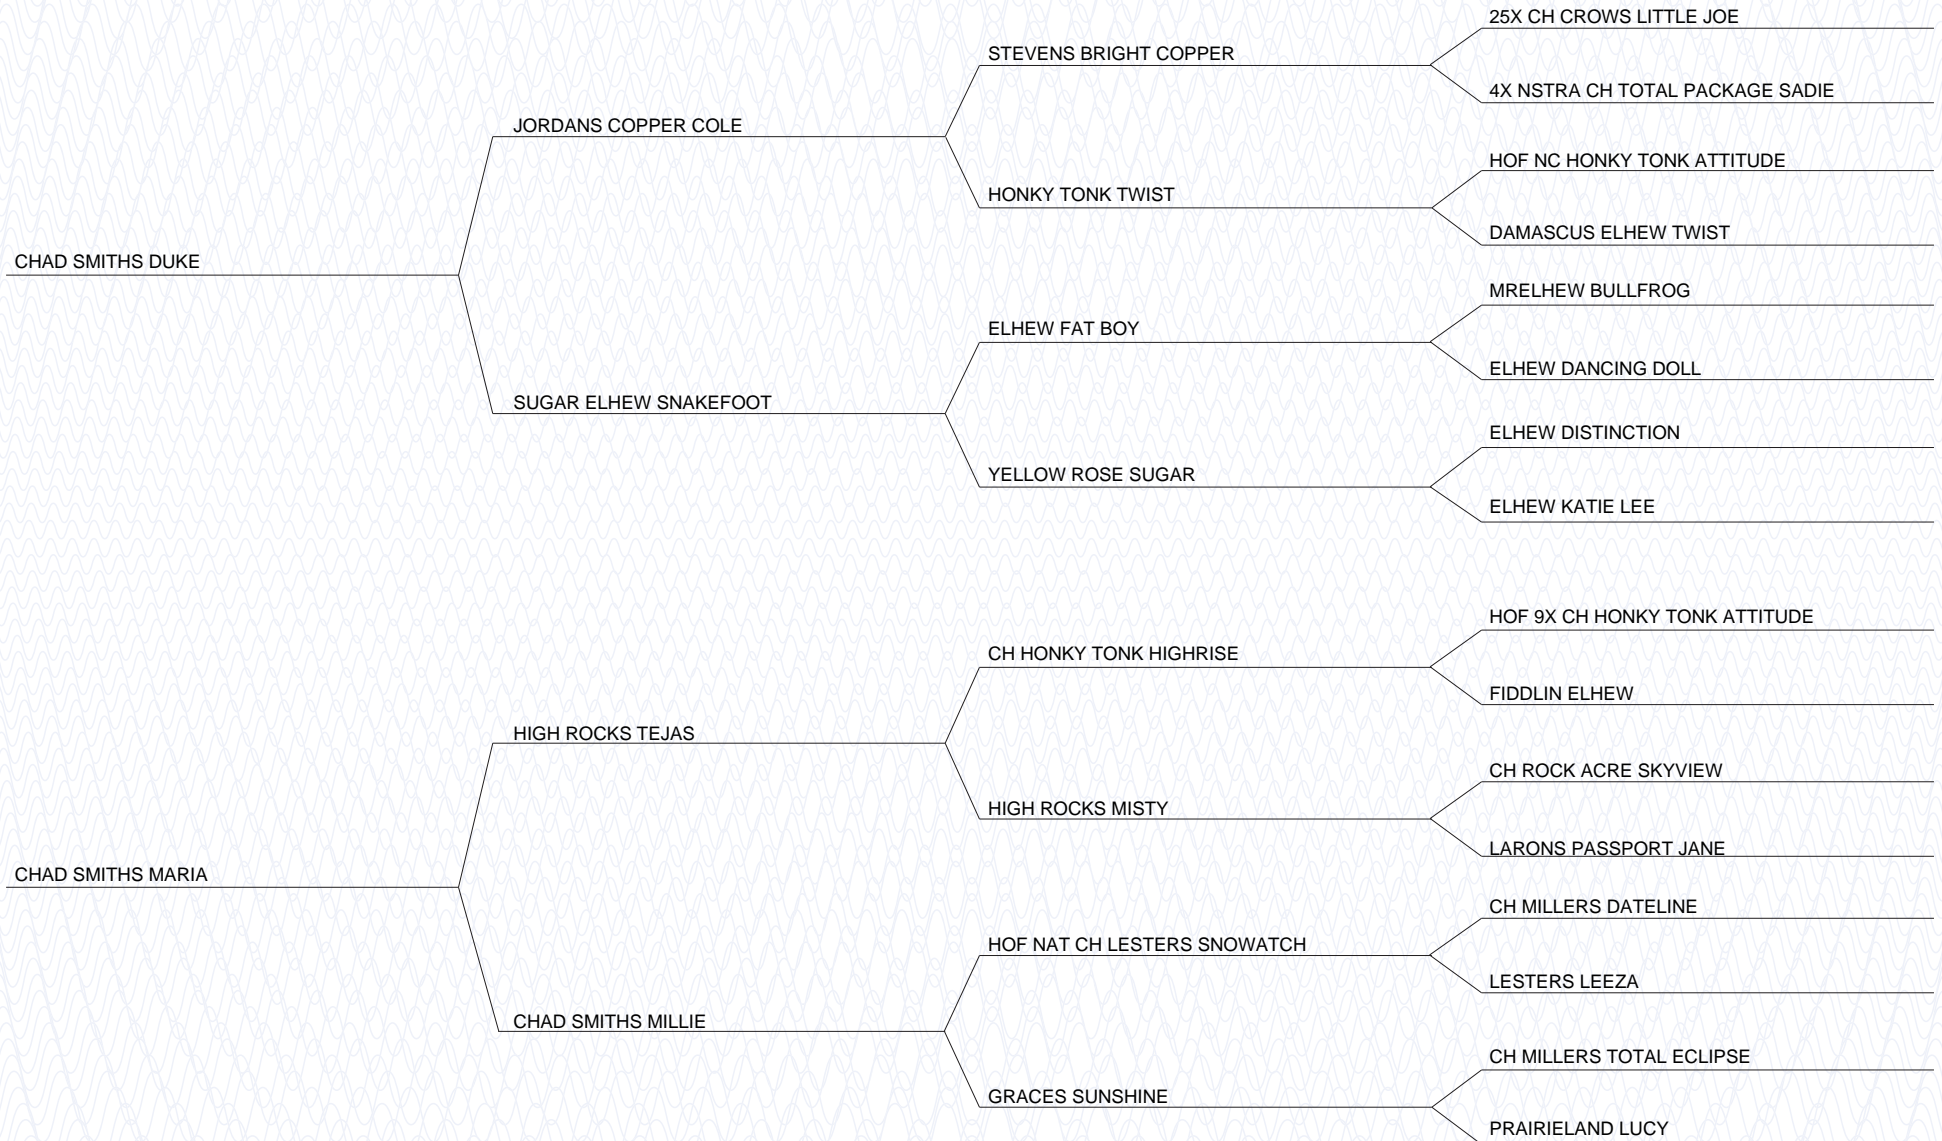 25X CH CROWS LITTLE JOE
STEVENS BRIGHT COPPER
4X NSTRA CH TOTAL PACKAGE SADIE
JORDANS COPPER COLE
HOF NC HONKY TONK ATTITUDE
HONKY TONK TWIST
DAMASCUS ELHEW TWIST
CHAD SMITHS DUKE
MRELHEW BULLFROG
ELHEW FAT BOY
ELHEW DANCING DOLL
SUGAR ELHEW SNAKEFOOT
ELHEW DISTINCTION
YELLOW ROSE SUGAR
ELHEW KATIE LEE
HOF 9X CH HONKY TONK ATTITUDE
CH HONKY TONK HIGHRISE
FIDDLIN ELHEW
HIGH ROCKS TEJAS
CH ROCK ACRE SKYVIEW
HIGH ROCKS MISTY
LARONS PASSPORT JANE
CHAD SMITHS MARIA
CH MILLERS DATELINE
HOF NAT CH LESTERS SNOWATCH
LESTERS LEEZA
CHAD SMITHS MILLIE
CH MILLERS TOTAL ECLIPSE
GRACES SUNSHINE
PRAIRIELAND LUCY